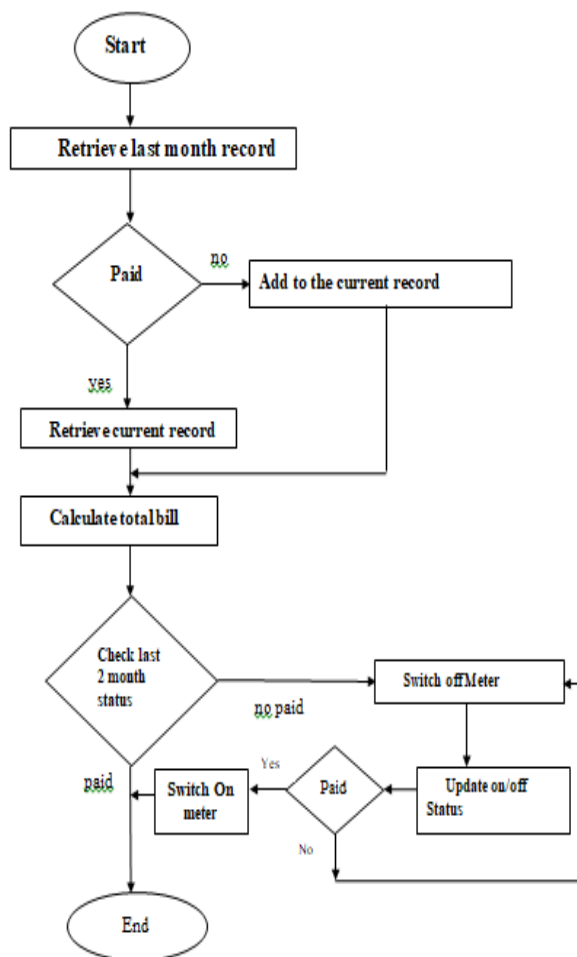 Start
Retrieve last month record
Paid
no
Add to the current record
yes
Retrieve current record
Calculate total bill
Check last
2 month
status
no paid
Switch offMeter
paid
Switch On
meter
Yes
Paid
Update on/off
Status
No
End